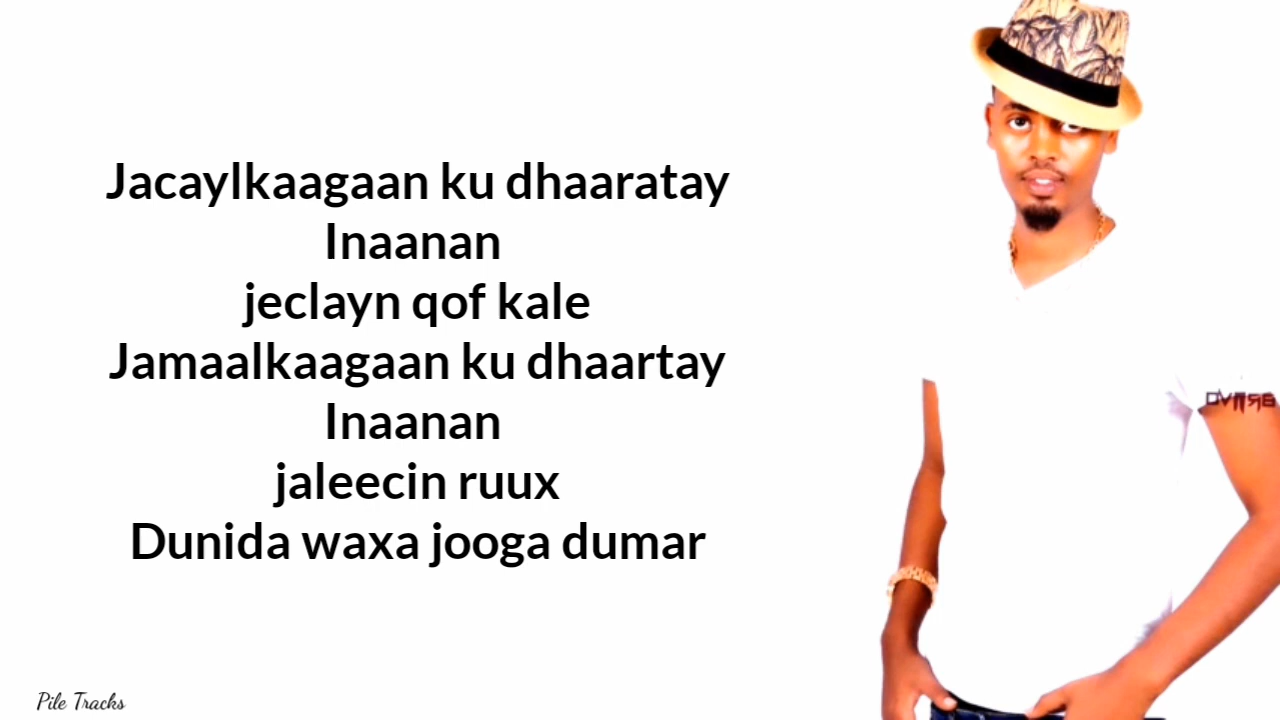 Jacaylkaagaan ku dhaaratay
Inaanan
jeclayn qof kale
Jamaalkaagaan ku dhaartay
Inaanan
jaleecin ruux
Dunida waxa jooga dumar
Pile Tracks